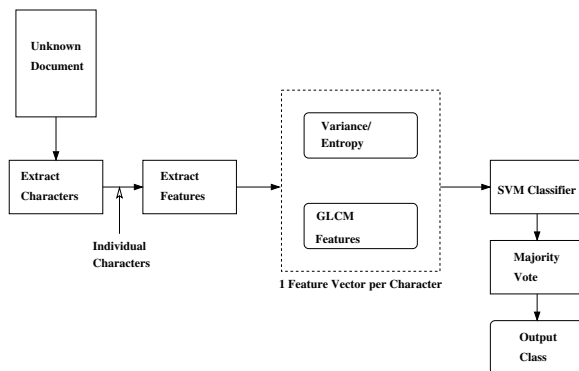 Unknown
Document
Extract
Characters
Individual
Characters
Extract
Features
Variance/
Entropy
GLCM
Features
1 Feature Vector per Character
SVM Classifier
Majority
Vote
Output
Class